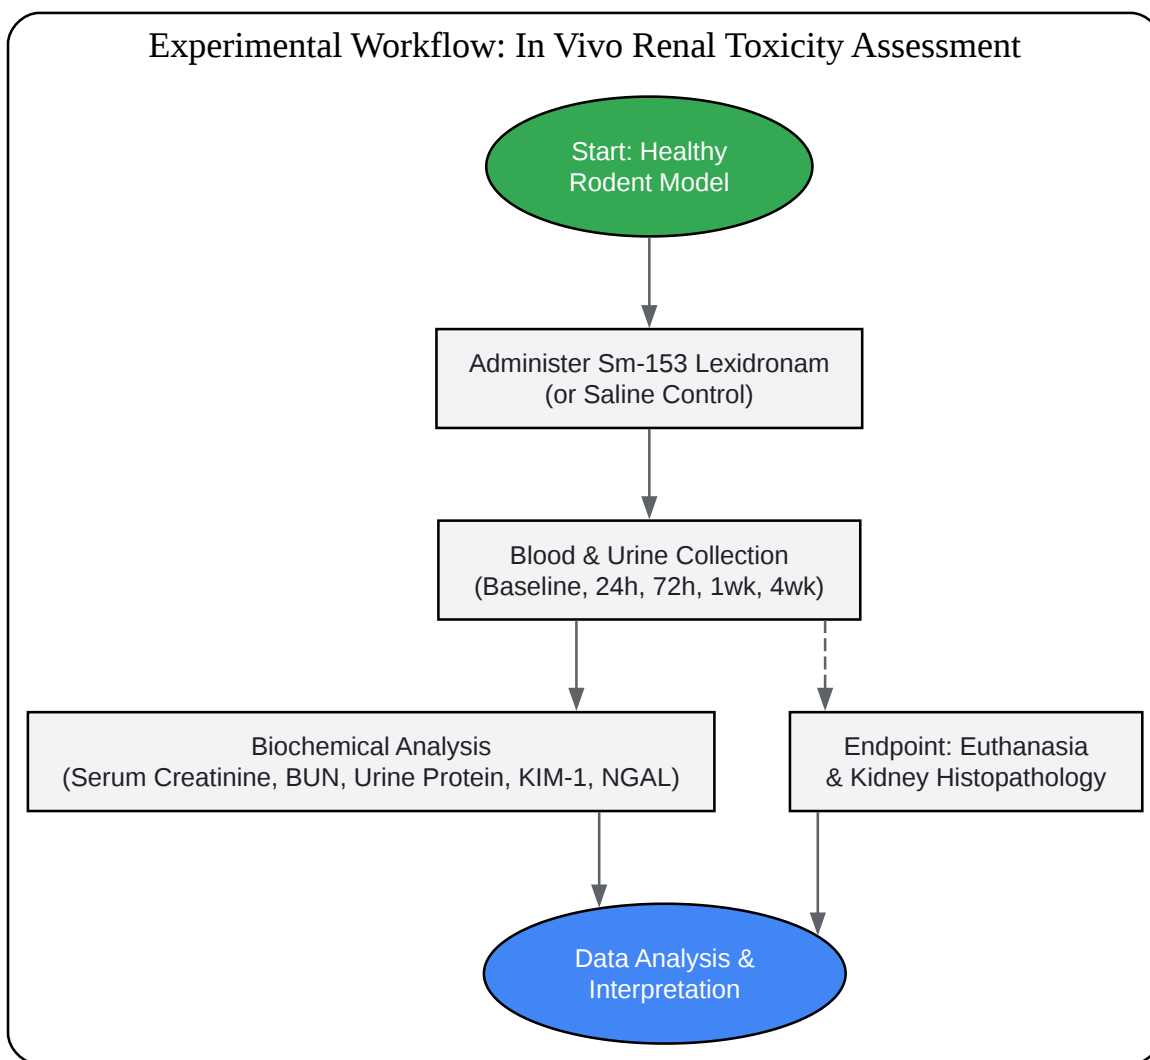 Experimental Workflow: In Vivo Renal Toxicity Assessment
Start: Healthy
Rodent Model
Administer Sm-153 Lexidronam
(or Saline Control)
Blood & Urine Collection
(Baseline, 24h, 72h, 1wk, 4wk)
Biochemical Analysis
(Serum Creatinine, BUN, Urine Protein, KIM-1, NGAL)
Endpoint: Euthanasia
& Kidney Histopathology
Data Analysis &
Interpretation